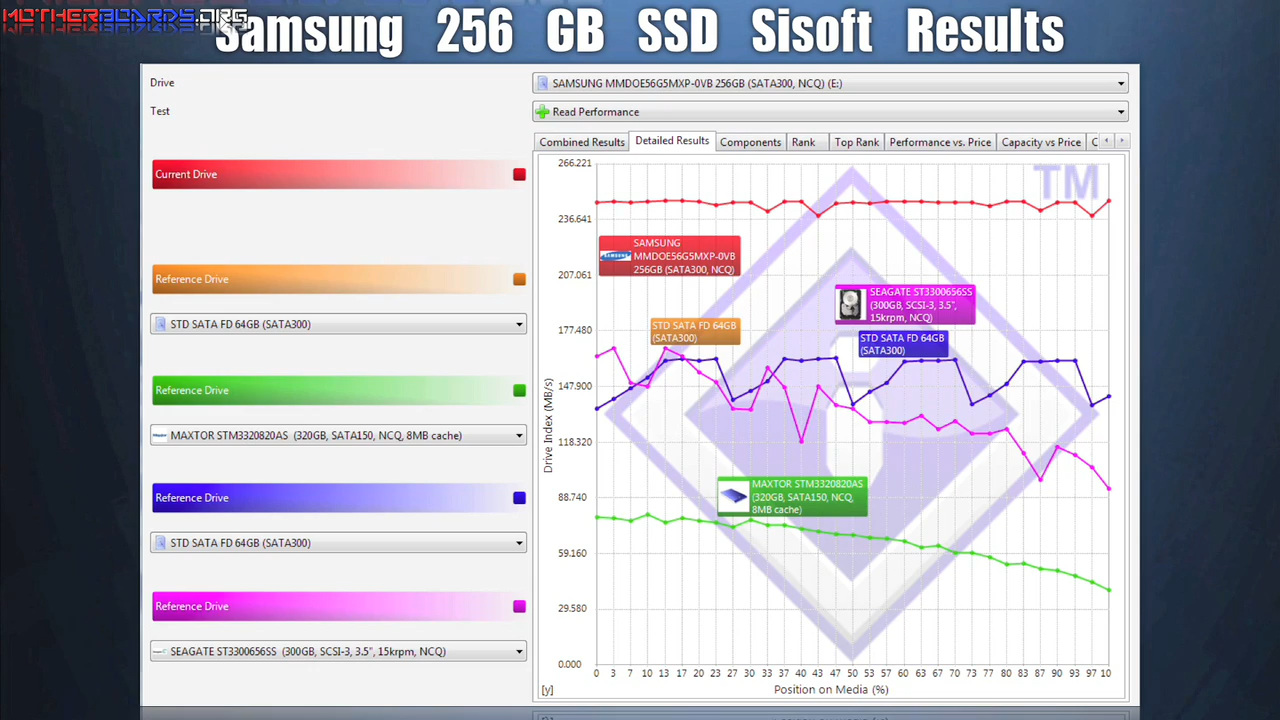 MOTHERBOARDS.ORG
Samsung 256 GB SSD Sisoft Results
Drive
SAMSUNG MMDOE56G5MXP-0VB 256GB (SATA300, NCQ) (E:)
Test
Read Performance
Combined Results Detailed Results Components Rank Top Rank Performance vs. Price Capacity vs Price C
Current Drive
Reference Drive
STD SATA FD 64GB (SATA300)
Reference Drive
MAXTOR STM3320820AS (320GB, SATA150, NCQ, 8MB cache)
Reference Drive
STD SATA FD 64GB (SATA300)
Reference Drive
SEAGATE ST3300656SS (300GB, SCSI-3, 3.5", 15krpm, NCQ)
TM
266.221
236.641
207.061
177.480
147.900
118.320
88.740
59.160
29.580
0.000
Drive Index (MB/s)
SAMSUNG
SAMSUNG
MMDOE56G5MXP-0VB
256GB (SATA300, NCQ)
SEAGATE ST3300656SS
(300GB, SCSI-3, 3.5",
15krpm, NCQ)
STD SATA FD 64GB
(SATA300)
STD SATA FD 64GB
(SATA300)
MAXTOR STM3320820AS
(320GB, SATA150, NCQ,
8MB cache)
0 3 7 10 13 17 20 23 27 30 33 37 40 43 47 50 53 57 60 63 67 70 73 77 80 83 87 90 93 97 10
[y]
Position on Media (%)